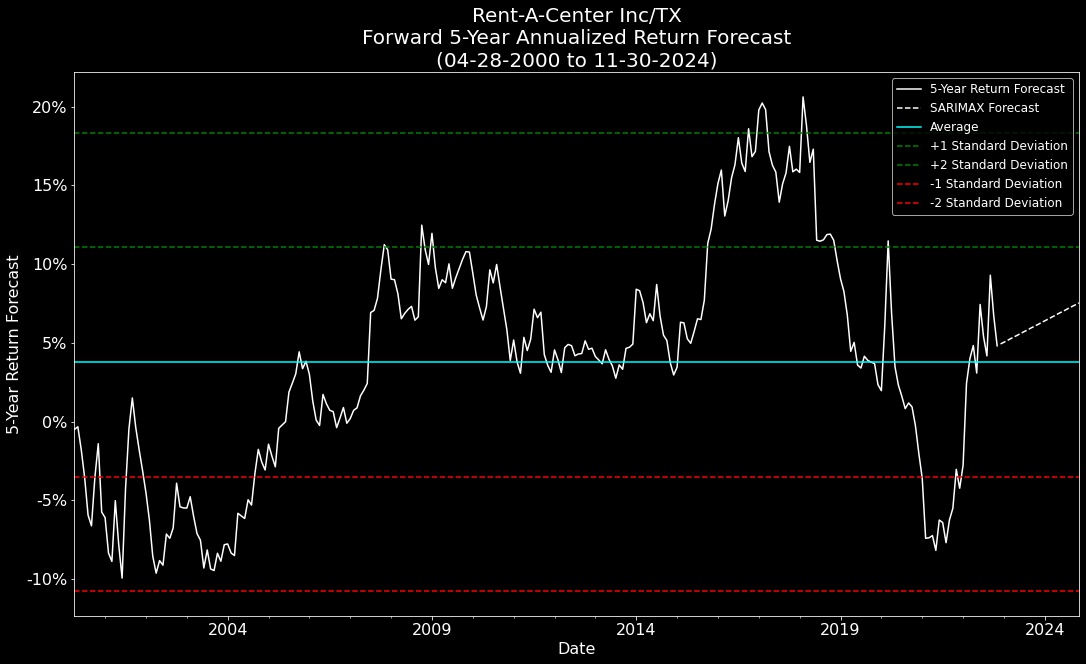 Rent-A-Center Inc/TX
Forward 5-Year Annualized Return Forecast
(04-28-2000 to 11-30-2024)
5-Year Return Forecast
SARIMAX Forecast
Average
+1 Standard Deviation
+2 Standard Deviation
-1 Standard Deviation
-2 Standard Deviation
5-Year Return Forecast
20%
15%
10%
5%
0%
-5%
-10%
2004
2009
2014
2019
2024
Date